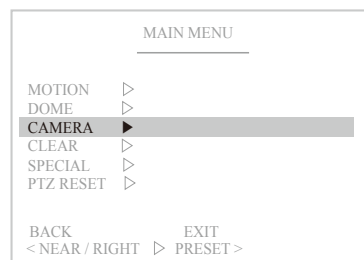 MAIN MENU
MOTION ▷
DOME ▷
CAMERA ▶
CLEAR ▷
SPECIAL ▷
PTZ RESET ▷
BACK EXIT
< NEAR / RIGHT ▷ PRESET >